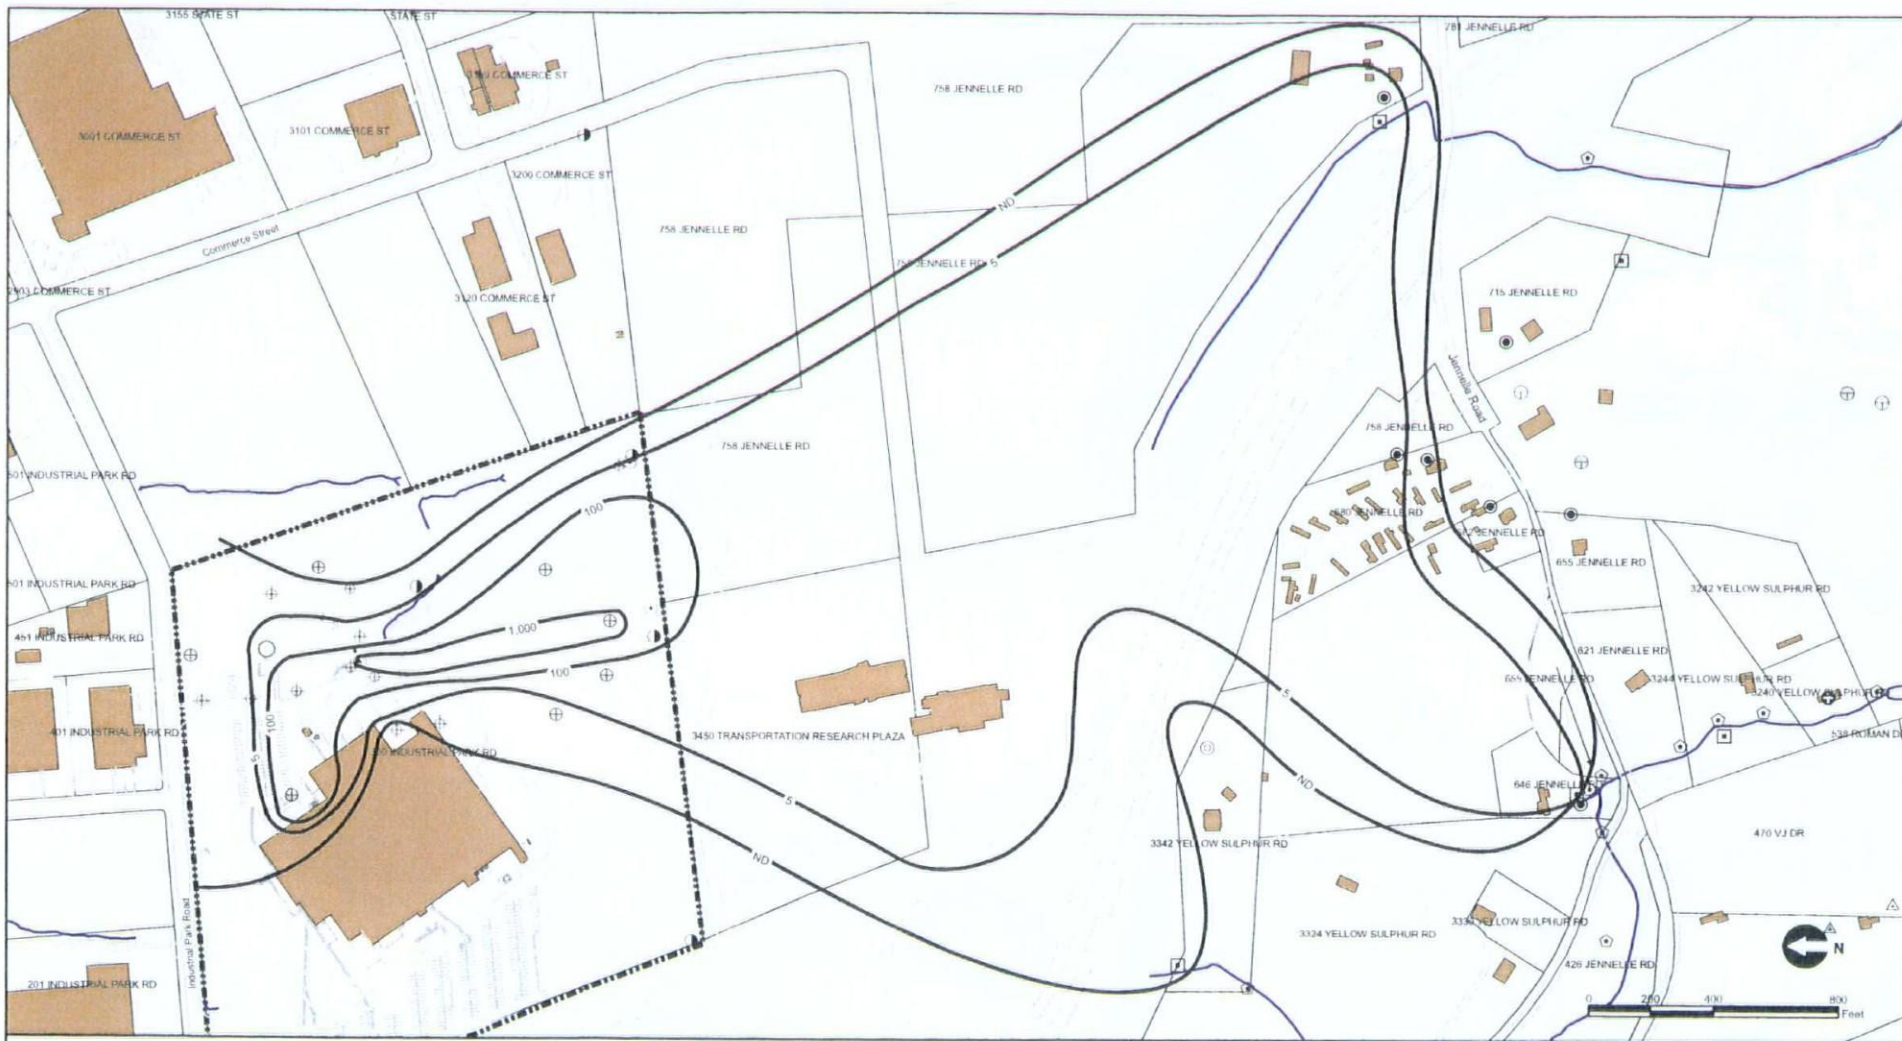 3155 STATE ST
STATE ST
781 JENNELLE RD
3109 COMMERCE ST
758 JENNELLE RD
3001 COMMERCE ST
3101 COMMERCE ST
3200 COMMERCE ST
ND
Commerce Street
758 JENNELLE RD
5
2903 COMMERCE ST
3120 COMMERCE ST
715 JENNELLE RD
Jennelle Road
758 JENNELLE RD
758 JENNELLE RD
501 INDUSTRIAL PARK RD
100
680 JENNELLE RD
JENNELLE RD
655 JENNELLE RD
501 INDUSTRIAL PARK RD
3242 YELLOW SULPHUR RD
1,000
451 INDUSTRIAL PARK RD
621 JENNELLE RD
100
JENNELLE RD
3244 YELLOW SULPHUR RD
3240 YELLOW SULPHUR
5
100
401 INDUSTRIAL PARK RD
3450 TRANSPORTATION RESEARCH PLAZA
538 ROMAN
INDUSTRIAL PARK RD
5
ND
646 JENNELLE
5
470 VJ DR
3342 YELLOW SULPHUR RD
ND
3324 YELLOW SULPHUR RD
YELLOW SULPHUR RD
Industrial Park Road
N
426 JENNELLE RD
201 INDUSTRIAL PARK RD
0 200 400 800
Feet